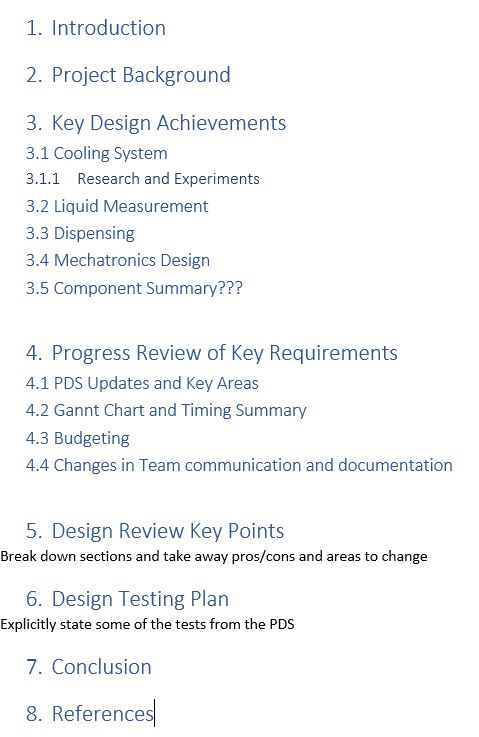 1. Introduction
2. Project Background
3. Key Design Achievements
3.1 Cooling System
3.1.1 Research and Experiments
3.2 Liquid Measurement
3.3 Dispensing
3.4 Mechatronics Design
3.5 Component Summary???
4. Progress Review of Key Requirements
4.1 PDS Updates and Key Areas
4.2 Gannt Chart and Timing Summary
4.3 Budgeting
4.4 Changes in Team communication and documentation
5. Design Review Key Points
Break down sections and take away pros/cons and areas to change
6. Design Testing Plan
Explicitly state some of the tests from the PDS
7. Conclusion
8. References